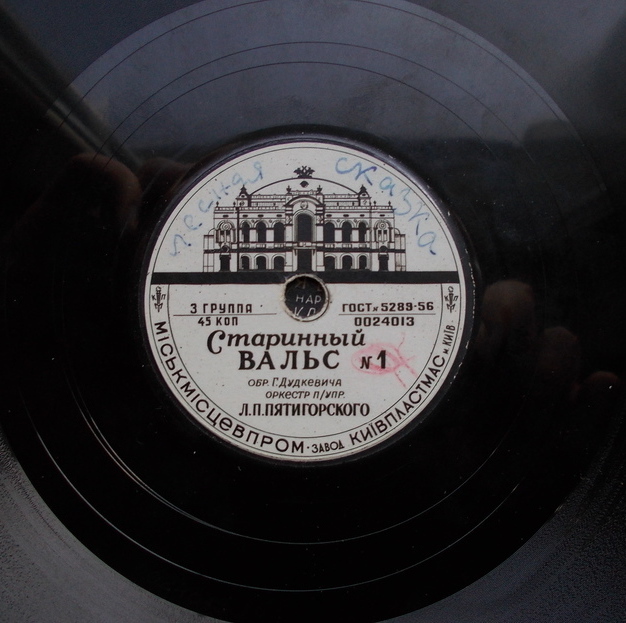 лесная сказка
3 ГРУППА
ГОСТ н 5289-56
45 КОП
0024013
Старинный
ВАЛЬС №1
ОБР. Г. ДУДКЕВИЧА
ОРКЕСТР П/УПР.
Л.П.ПЯТИГОРСКОГО
МІСЬКМІСЦЕВПРОМ · ЗАВОД КИЇВПЛАСТМАС м. КИЇВ